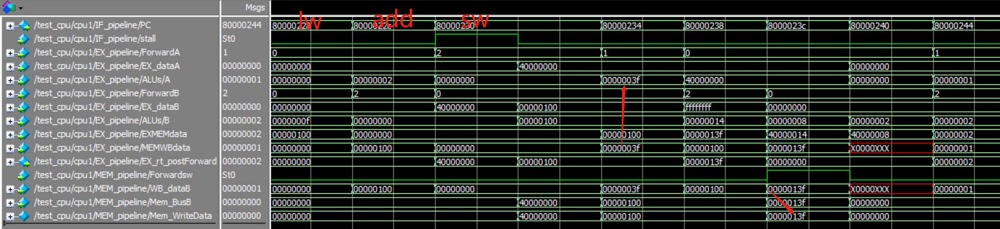 Msgs
lw add sw
/test_cpu/cpu1/IF_pipeline/PC 80000244 80000234 80000238 8000023c 80000240 80000244
/test_cpu/cpu1/IF_pipeline/stall St0
/test_cpu/cpu1/EX_pipeline/ForwardA 1 0 2 1 0 1
/test_cpu/cpu1/EX_pipeline/EX_dataA 00000000 00000000 40000000 00000000
/test_cpu/cpu1/EX_pipeline/ALUs/A 00000001 00000000 00000002 00000000 0000003f 40000000 00000000 00000001
/test_cpu/cpu1/EX_pipeline/ForwardB 2 0 2 0 2 0 2
/test_cpu/cpu1/EX_pipeline/EX_dataB 00000000 00000000 40000000 00000100 ffffffff 00000000
/test_cpu/cpu1/EX_pipeline/ALUs/B 00000002 0000000f 00000000 00000100 00000014 00000008 00000002 00000002
/test_cpu/cpu1/EX_pipeline/EXMEMdata 00000002 00000100 00000000 00000100 0000013f 40000014 40000008 00000002
/test_cpu/cpu1/EX_pipeline/MEMWBdata 00000001 00000000 00000100 00000000 0000003f 00000100 0000013f X0000XXX 00000001
/test_cpu/cpu1/EX_pipeline/EX_rt_postForward 00000002 00000000 40000000 00000100 0000013f 00000000 00000002
/test_cpu/cpu1/MEM_pipeline/Forwardsw St0
/test_cpu/cpu1/MEM_pipeline/WB_dataB 00000001 00000000 00000100 00000000 0000003f 00000100 0000013f X0000XXX 00000001
/test_cpu/cpu1/MEM_pipeline/Mem_BusB 00000000 00000000 40000000 00000100 0000013f 00000000
/test_cpu/cpu1/MEM_pipeline/Mem_WriteData 00000000 00000000 40000000 00000100 0000013f 00000000